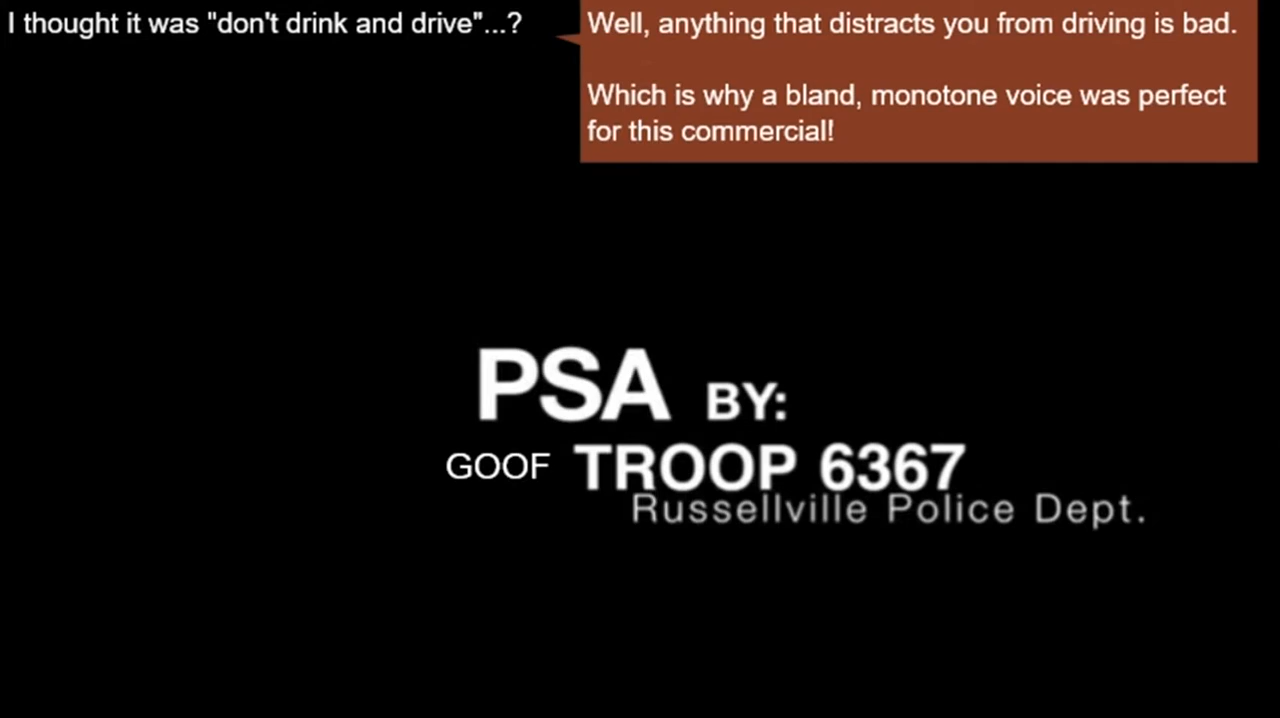 I thought it was "don't drink and drive"...?
Well, anything that distracts you from driving is bad.
Which is why a bland, monotone voice was perfect
for this commercial!
PSA BY:
GOOF TROOP 6367
Russellville Police Dept.